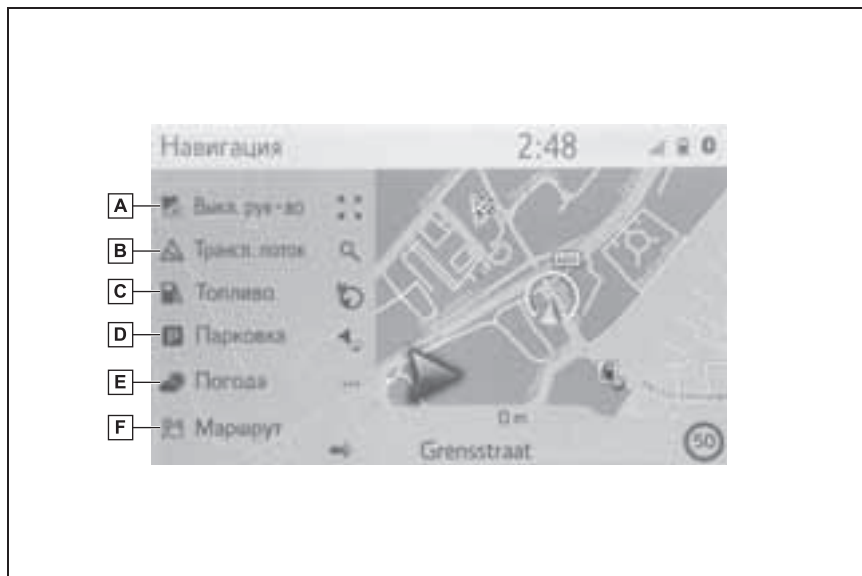 Навигация 2:48
A Выкл. рук-во
B Трансп. поток
C Топливо
D Парковка
E Погода ...
F Маршрут
0 m
Grensstraat 50